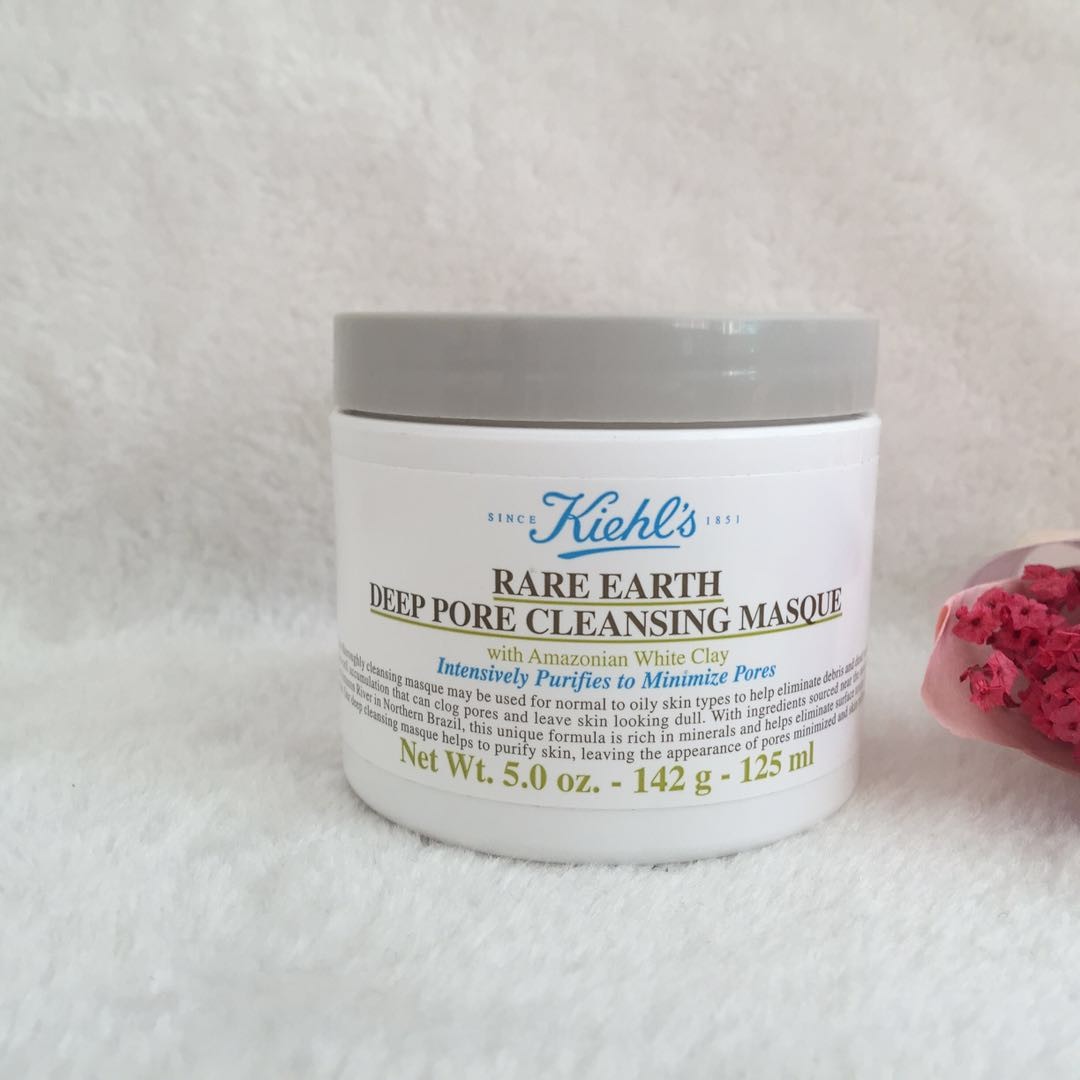 SINCE Kiehl's 1851
RARE EARTH
DEEP PORE CLEANSING MASQUE
with Amazonian White Clay
Intensively Purifies to Minimize Pores
cleansing masque may be used for normal to oily skin types to help eliminate debris and
accumulation that can clog pores and leave skin looking dull. With ingredients sourced near the
River in Northern Brazil, this unique formula is rich in minerals and helps eliminate surface
deep cleansing masque helps to purify skin, leaving the appearance of pores minimized and
Net Wt. 5.0 oz. - 142 g - 125 ml